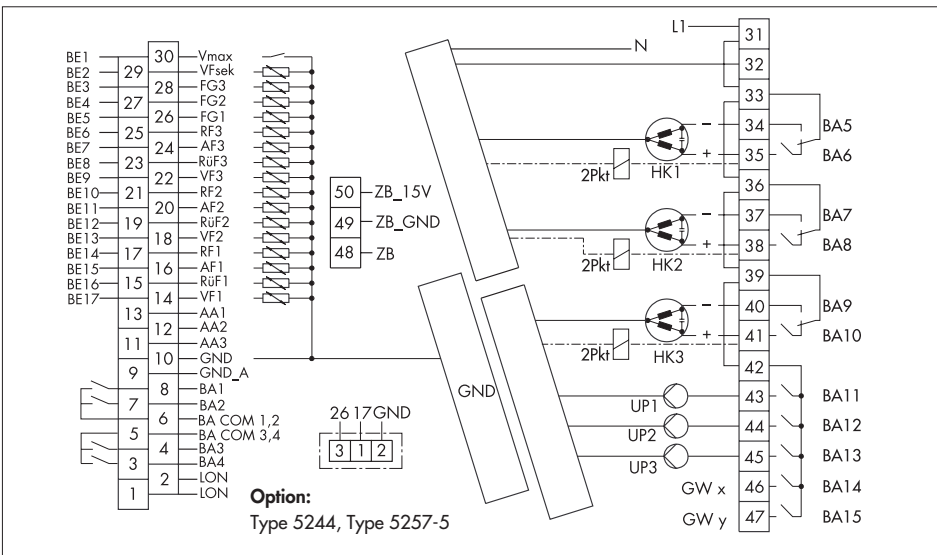 BE1 30 Vmax
BE2 29 VFsek
BE3 28 FG3
BE4 27 FG2
BE5 26 FG1
BE6 25 RF3
BE7 24 AF3
BE8 23 RüF3
BE9 22 VF3
BE10 21 RF2
BE11 20 AF2
BE12 19 RüF2
BE13 18 VF2
BE14 17 RF1
BE15 16 AF1
BE16 15 RüF1
BE17 14 VF1
13 AA1
12 AA2
11 AA3
10 GND
9 GND_A
8 BA1
7 BA2
6 BA COM 1,2
5 BA COM 3,4
4 BA3
3 BA4
2 LON
1 LON
50 ZB_15V
49 ZB_GND
48 ZB
26 17 GND
3 1 2
Option:
Type 5244, Type 5257-5
GND
L1 31
N 32
33
− 34 BA5
+ 35 BA6
2Pkt HK1
36
− 37 BA7
+ 38 BA8
2Pkt HK2
39
− 40 BA9
+ 41 BA10
2Pkt HK3
42
UP1 43 BA11
UP2 44 BA12
UP3 45 BA13
GW x 46 BA14
GW y 47 BA15